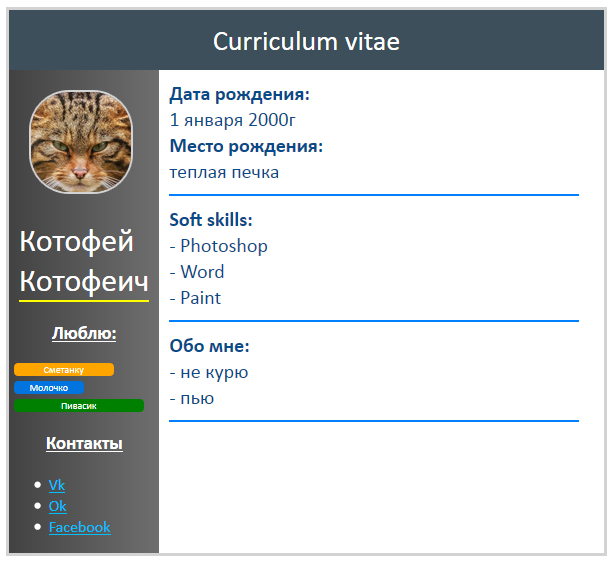 Curriculum vitae
Котофей
Котофеич
Люблю:
Сметанку
Молочко
Пивасик
Контакты
Vk
Ok
Facebook
Дата рождения:
1 января 2000г
Место рождения:
теплая печка
Soft skills:
- Photoshop
- Word
- Paint
Обо мне:
- не курю
- пью